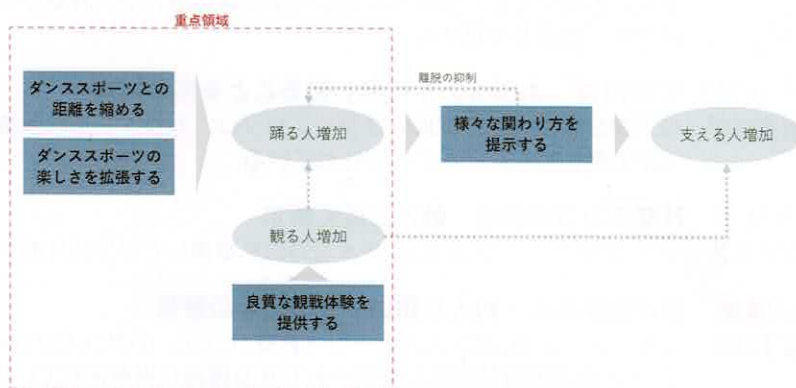 重点領域
ダンススポーツとの
距離を縮める
ダンススポーツの
楽しさを拡張する
踊る人増加
離脱の抑制
様々な関わり方を
提示する
支える人増加
観る人増加
良質な観戦体験を
提供する